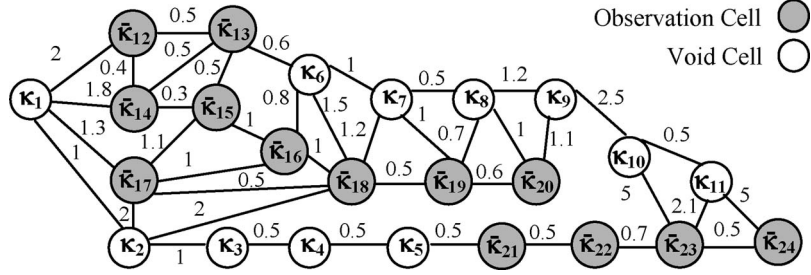 Observation Cell
Void Cell
0.5
κ̄12
κ̄13
2
0.6
0.5
κ6
1
0.4
0.5
0.5
1.2
κ1
1.8
0.3
0.8
1.5
κ7
κ8
κ9
2.5
κ̄14
κ̄15
1
1
0.7
1
1.1
1.3
1.1
1
1.2
0.5
κ10
1
κ̄16
1
κ̄17
0.5
κ̄18
0.5
κ̄19
0.6
κ̄20
κ11
5
5
2
2
2.1
κ2
1
κ3
0.5
κ4
0.5
κ5
0.5
κ̄21
0.5
κ̄22
0.7
κ̄23
0.5
κ̄24